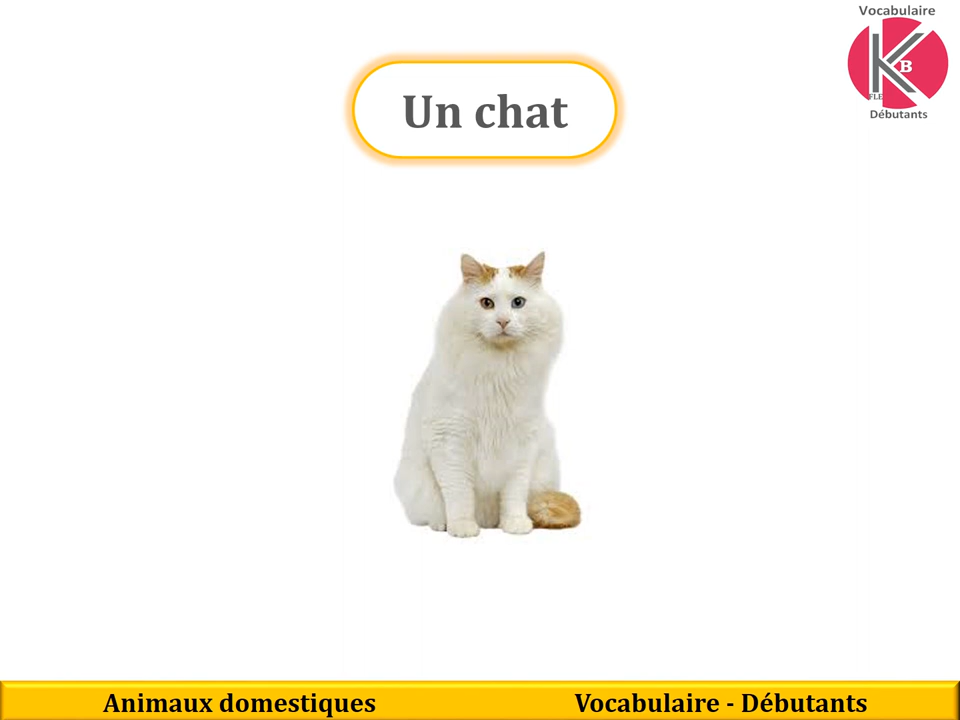 Vocabulaire
K B
FLE
Débutants
Un chat
Animaux domestiques
Vocabulaire - Débutants